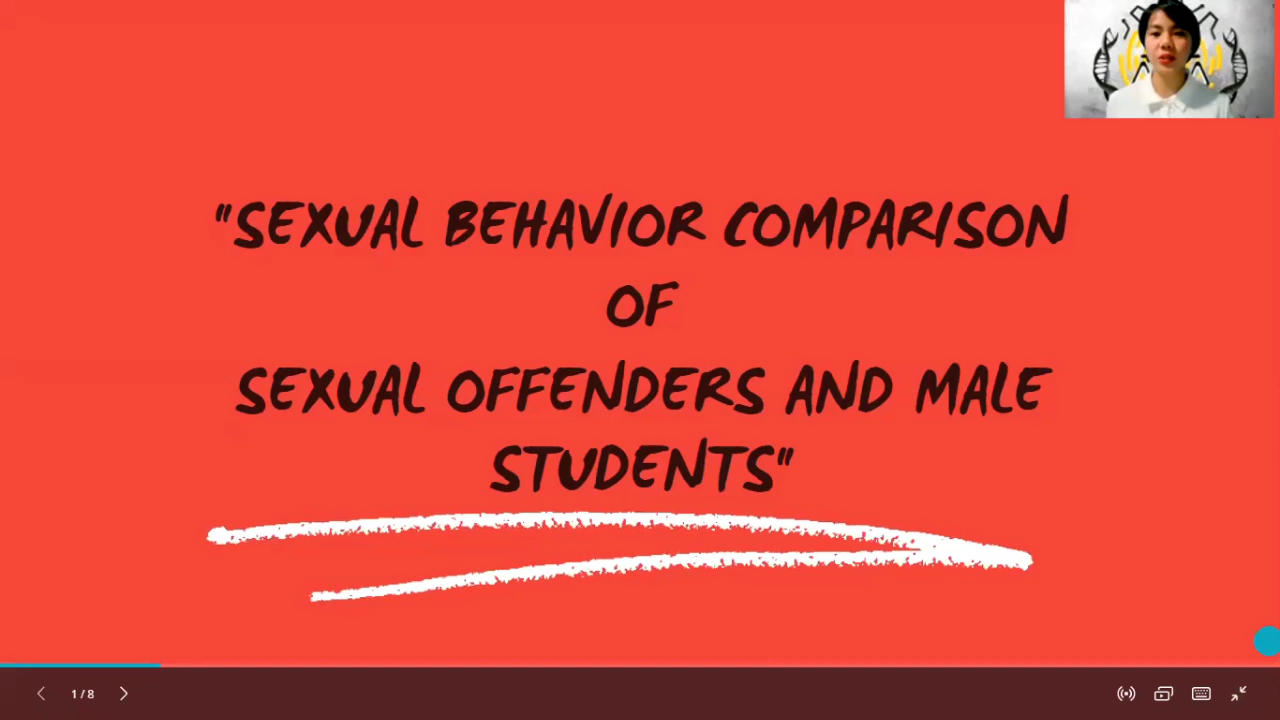 "SEXUAL BEHAVIOR COMPARISON
OF
SEXUAL OFFENDERS AND MALE
STUDENTS"
1 / 8